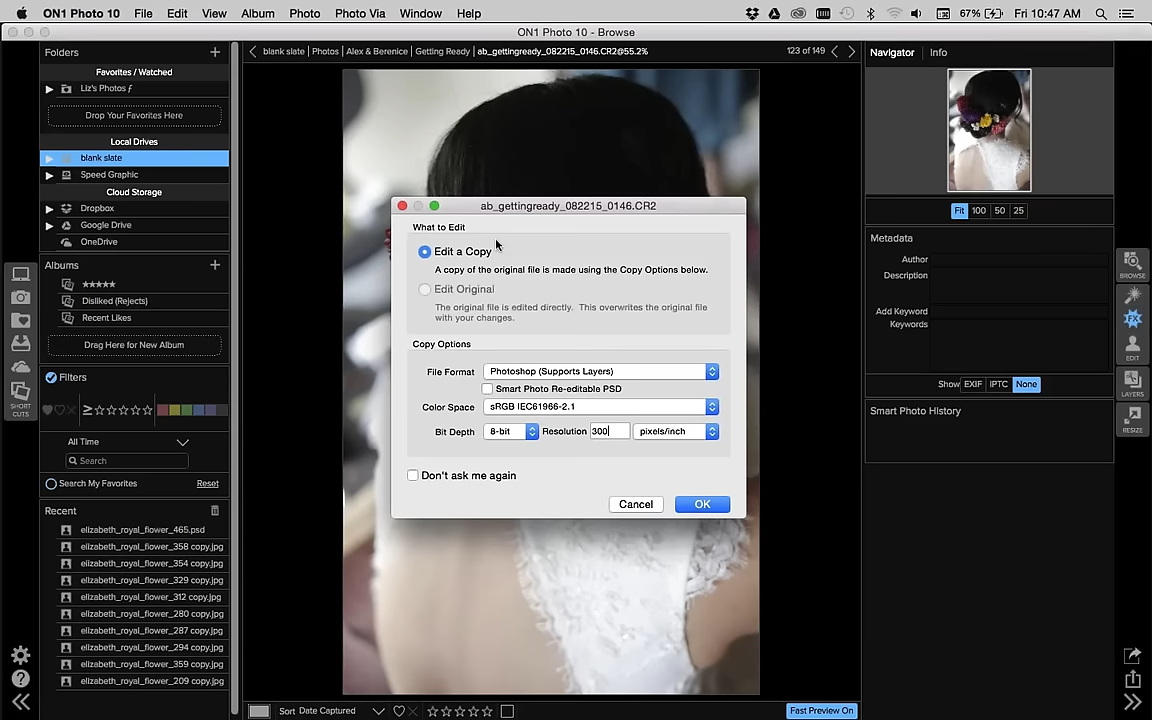 ON1 Photo 10 File Edit View Album Photo Photo Via Window Help 67% Fri 10:47 AM
ON1 Photo 10 - Browse
Folders
Favorites / Watched
Liz's Photos ƒ
Drop Your Favorites Here
Local Drives
blank slate
Speed Graphic
Cloud Storage
Dropbox
Google Drive
OneDrive
Albums
★★★★★
Disliked (Rejects)
Recent Likes
Drag Here for New Album
Filters
All Time
Search
Search My Favorites Reset
Recent
elizabeth_royal_flower_465.psd
elizabeth_royal_flower_358 copy.jpg
elizabeth_royal_flower_354 copy.jpg
elizabeth_royal_flower_329 copy.jpg
elizabeth_royal_flower_312 copy.jpg
elizabeth_royal_flower_280 copy.jpg
elizabeth_royal_flower_287 copy.jpg
elizabeth_royal_flower_294 copy.jpg
elizabeth_royal_flower_359 copy.jpg
elizabeth_royal_flower_209 copy.jpg
SHORT
CUTS
blank slate | Photos | Alex & Berenice | Getting Ready | ab_gettingready_082215_0146.CR2@55.2% 123 of 149
ab_gettingready_082215_0146.CR2
What to Edit
Edit a Copy
A copy of the original file is made using the Copy Options below.
Edit Original
The original file is edited directly. This overwrites the original file
with your changes.
Copy Options
File Format Photoshop (Supports Layers)
Smart Photo Re-editable PSD
Color Space sRGB IEC61966-2.1
Bit Depth 8-bit Resolution 300 pixels/inch
Don't ask me again
Cancel OK
Sort Date Captured Fast Preview On
Navigator Info
Fit 100 50 25
Metadata
Author
Description
Add Keyword
Keywords
Show EXIF IPTC None
Smart Photo History
BROWSE
FX
EDIT
LAYERS
RESIZE